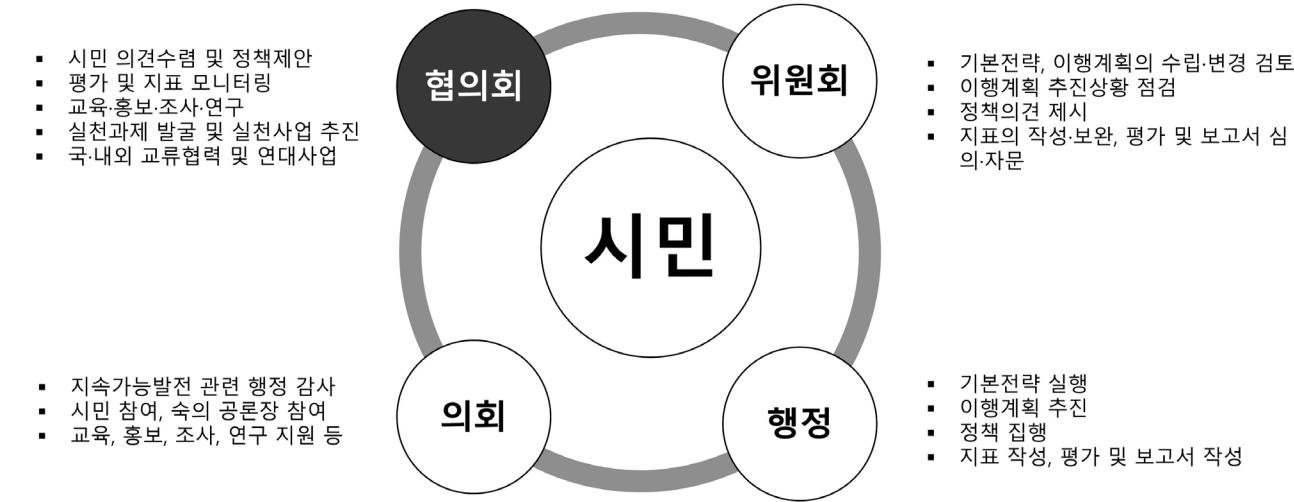 협의회
▪ 시민 의견수렴 및 정책제안
▪ 평가 및 지표 모니터링
▪ 교육·홍보·조사·연구
▪ 실천과제 발굴 및 실천사업 추진
▪ 국·내외 교류협력 및 연대사업
위원회
▪ 기본전략, 이행계획의 수립·변경 검토
▪ 이행계획 추진상황 점검
▪ 정책의견 제시
▪ 지표의 작성·보완, 평가 및 보고서 심
의·자문
시민
의회
▪ 지속가능발전 관련 행정 감사
▪ 시민 참여, 숙의 공론장 참여
▪ 교육, 홍보, 조사, 연구 지원 등
행정
▪ 기본전략 실행
▪ 이행계획 추진
▪ 정책 집행
▪ 지표 작성, 평가 및 보고서 작성